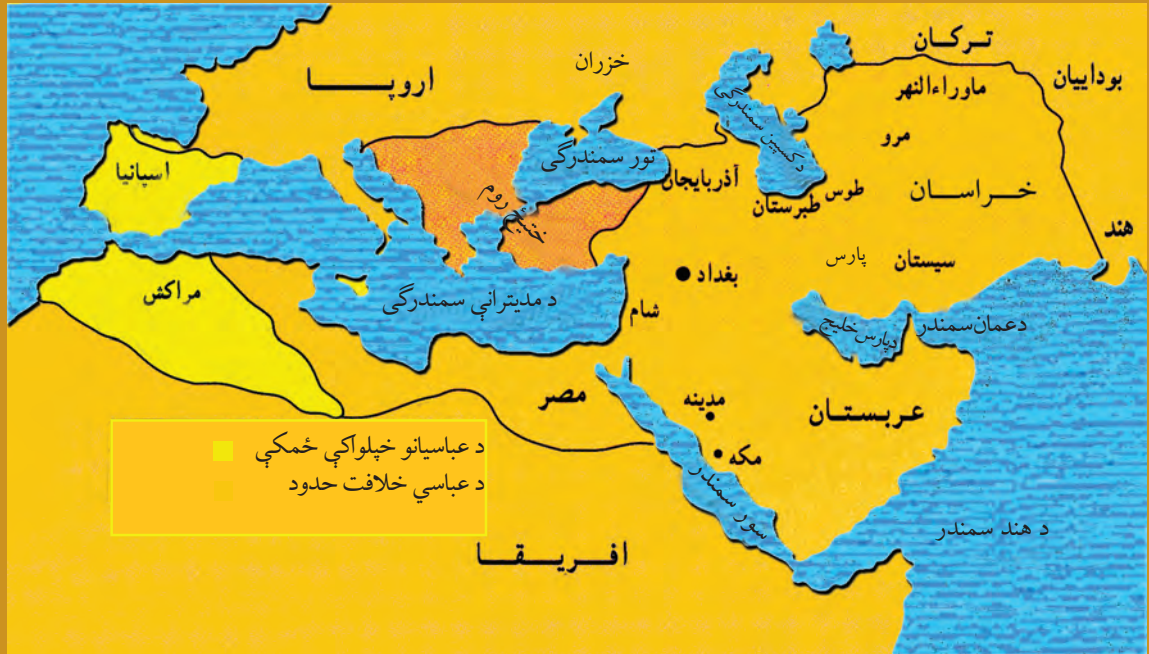 ترکان
بوداییان
ماوراءالنهر
خزران
اروپا
مرو
د کسپین سمندرگی
تور سمندرگی
اسپانیا
آذربایجان
خراسان
طوس
طبرستان
ختیځ روم
هند
سیستان
پارس
بغداد
مراکش
د مدیترانې سمندرگی
شام
دعمان سمندر
دپارس خلیج
مصر
مدینه
عربستان
مکه
د عباسیانو خپلواکې ځمکې
د عباسي خلافت حدود
سور سمندر
د هند سمندر
افریقا